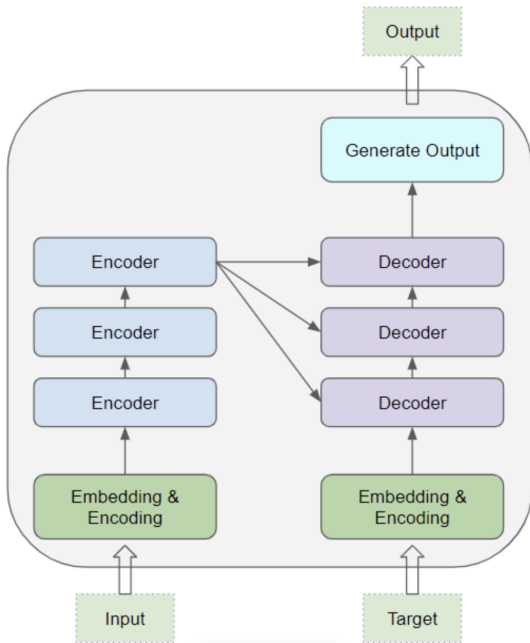 Output
Generate Output
Encoder
Decoder
Encoder
Decoder
Encoder
Decoder
Embedding &
Encoding
Embedding &
Encoding
Input
Target